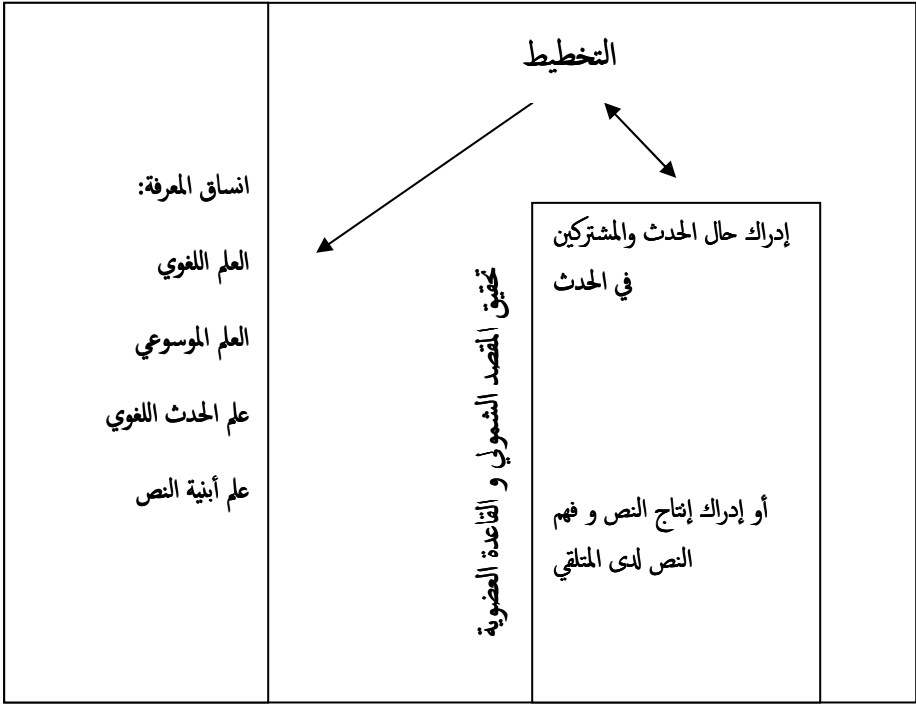 التخطيط
إدراك حال الحدث والمشتركين
في الحدث
أو إدراك إنتاج النص و فهم
النص لدى المتلقي
تحقيق المقصد الشمولي و القاعدة العضوية
انساق المعرفة:
العلم اللغوي
العلم الموسوعي
علم الحدث اللغوي
علم أبنية النص